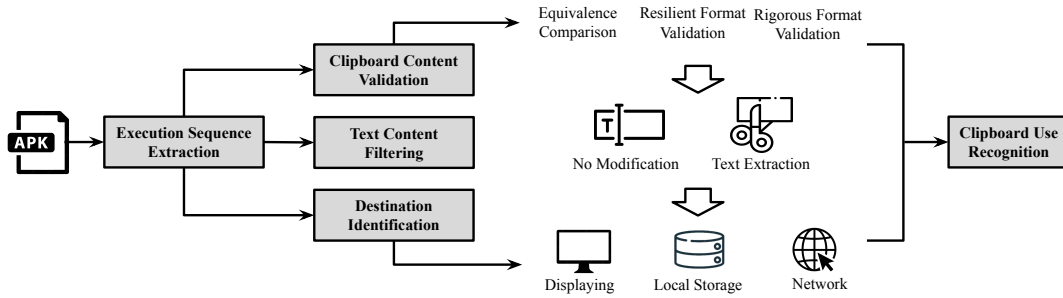 Equivalence
Comparison
Resilient Format
Validation
Rigorous Format
Validation
Clipboard Content
Validation
APK
Execution Sequence
Extraction
Text Content
Filtering
T
No Modification
Text Extraction
Clipboard Use
Recognition
Destination
Identification
Displaying
Local Storage
Network